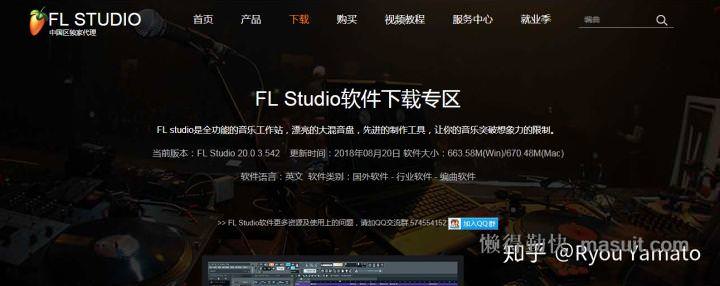 FL STUDIO
中国区独家代理
首页 产品 下载 购买 视频教程 服务中心 就业季 编曲
FL Studio软件下载专区
FL studio是全功能的音乐工作站，漂亮的大混音盘，先进的制作工具，让你的音乐突破想象力的限制。
当前版本：FL Studio 20.0.3.542 更新时间：2018年08月20日 软件大小：663.58M(Win)/670.48M(Mac)
软件语言：英文 软件类别：国外软件 - 行业软件 - 编曲软件
>> FL Studio软件更多资源及使用上的问题，请加QQ交流群:574554152 加入QQ群
懒得勤快 masuit.com
知乎 @Ryou Yamato